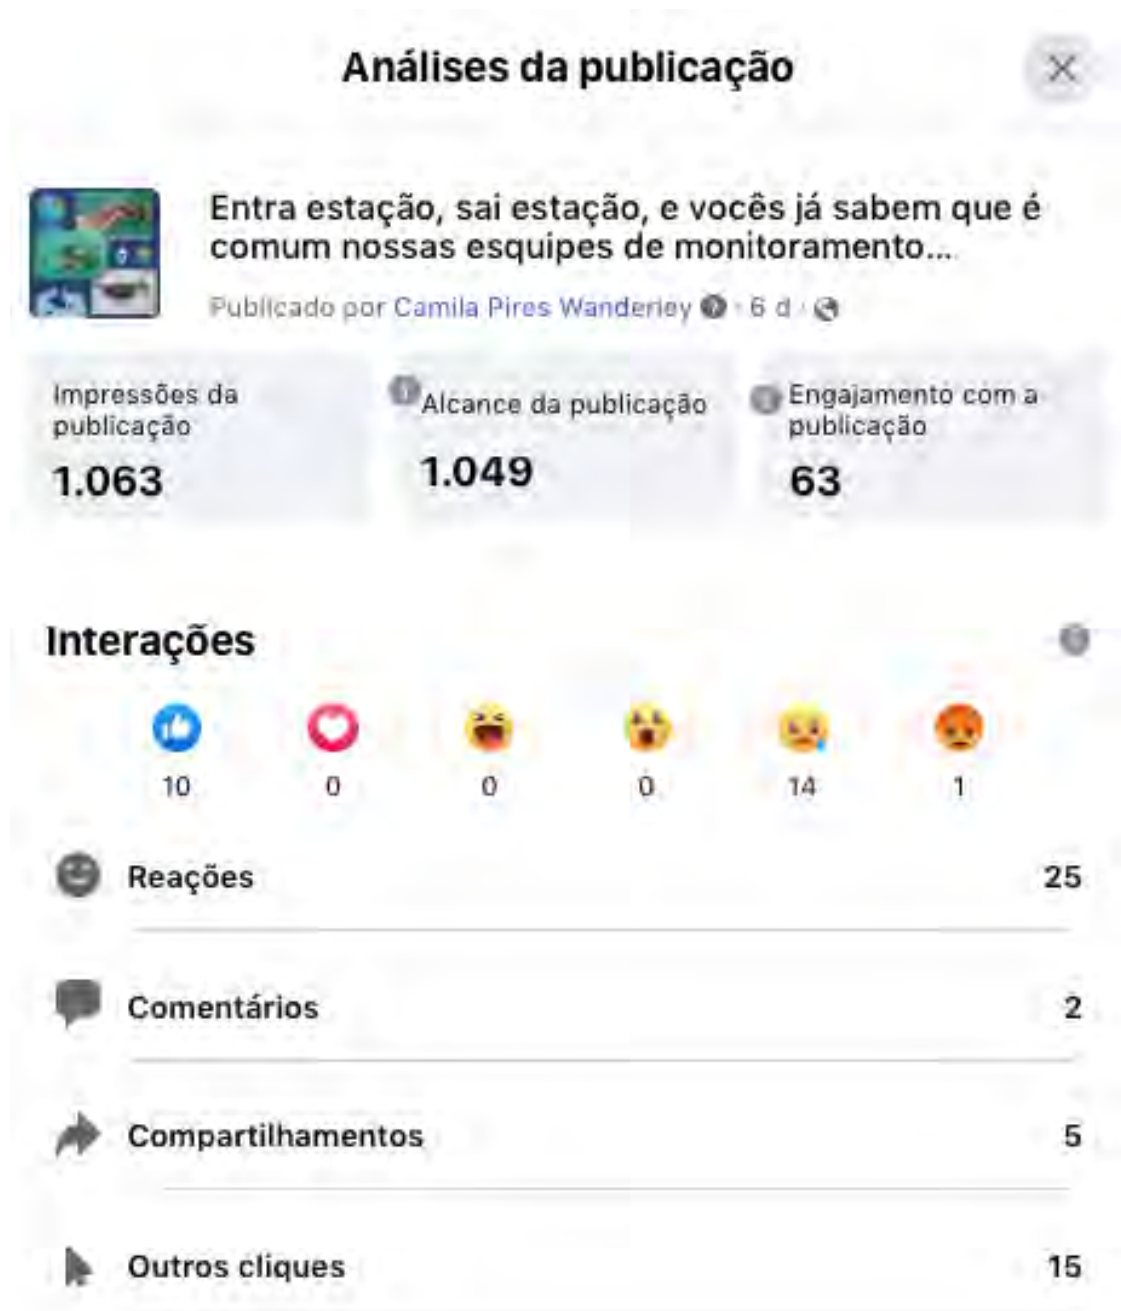 Análises da publicação
Entra estação, sai estação, e vocês já sabem que é
comum nossas esquipes de monitoramento...
Publicado por Camila Pires Wanderley · 6 d ·
Impressões da
publicação
1.063
Alcance da publicação
1.049
Engajamento com a
publicação
63
Interações
10 0 0 0 14 1
Reações 25
Comentários 2
Compartilhamentos 5
Outros cliques 15